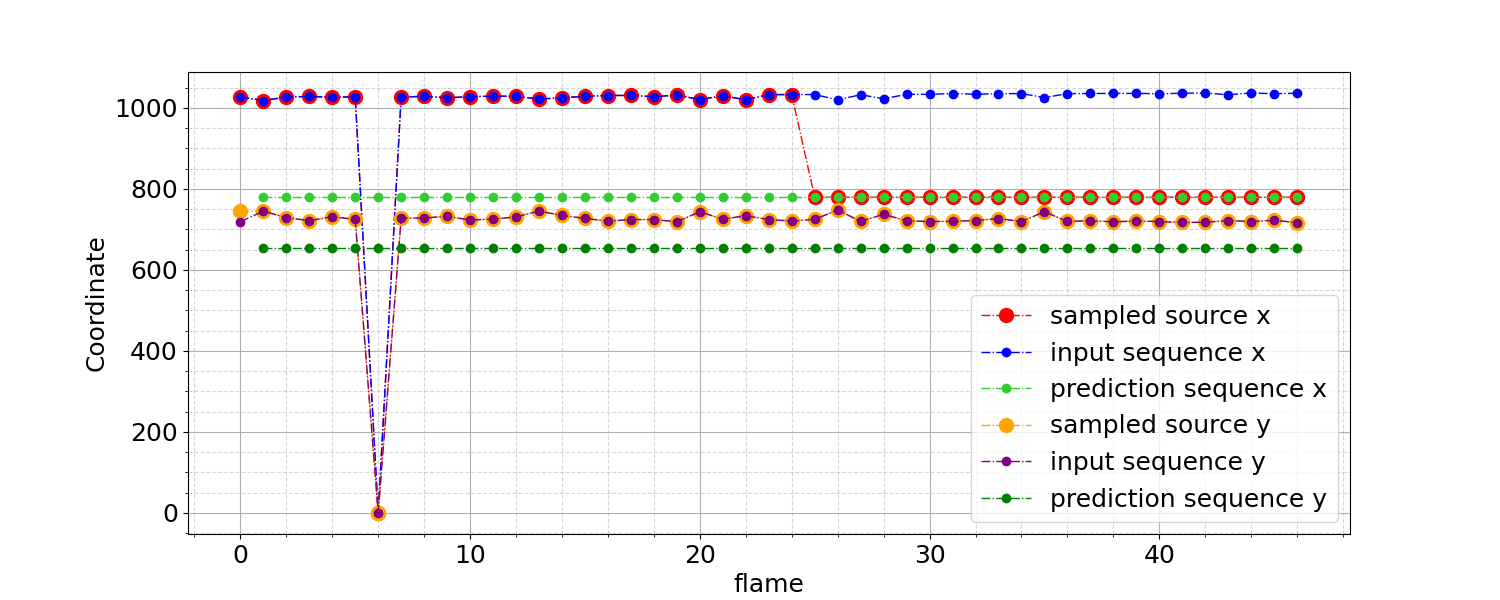 1000
800
600
400
200
0
Coordinate
0 10 20 30 40
flame
sampled source x
input sequence x
prediction sequence x
sampled source y
input sequence y
prediction sequence y